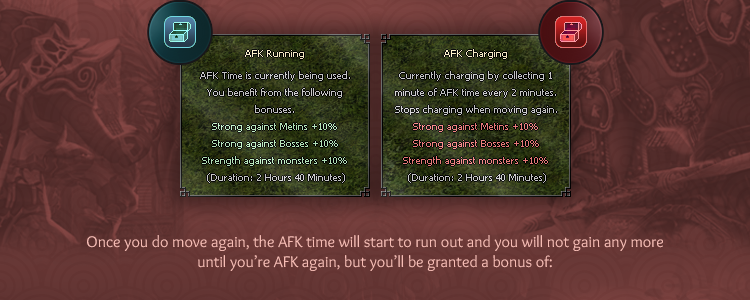 AFK Running
AFK Time is currently being used.
You benefit from the following
bonuses.
Strong against Metins +10%
Strong against Bosses +10%
Strength against monsters +10%
(Duration: 2 Hours 40 Minutes)
AFK Charging
Currently charging by collecting 1
minute of AFK time every 2 minutes.
Stops charging when moving again.
Strong against Metins +10%
Strong against Bosses +10%
Strength against monsters +10%
(Duration: 2 Hours 40 Minutes)
Once you do move again, the AFK time will start to run out and you will not gain any more
until you're AFK again, but you'll be granted a bonus of: